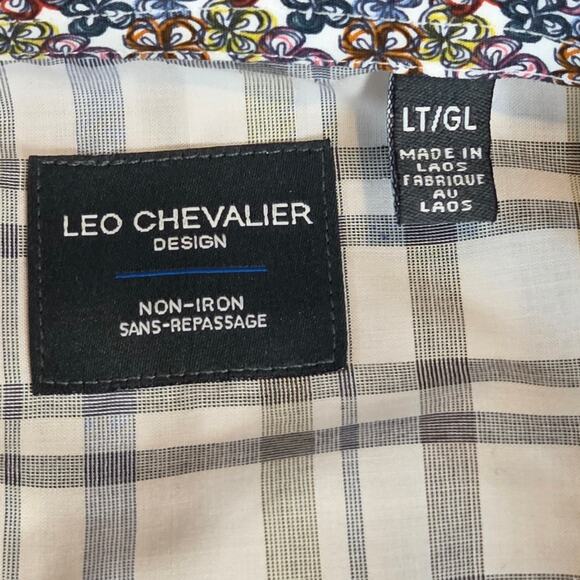 LEO CHEVALIER
DESIGN
NON-IRON
SANS-REPASSAGE
LT/GL
MADE IN
LAOS
FABRIQUE
AU
LAOS